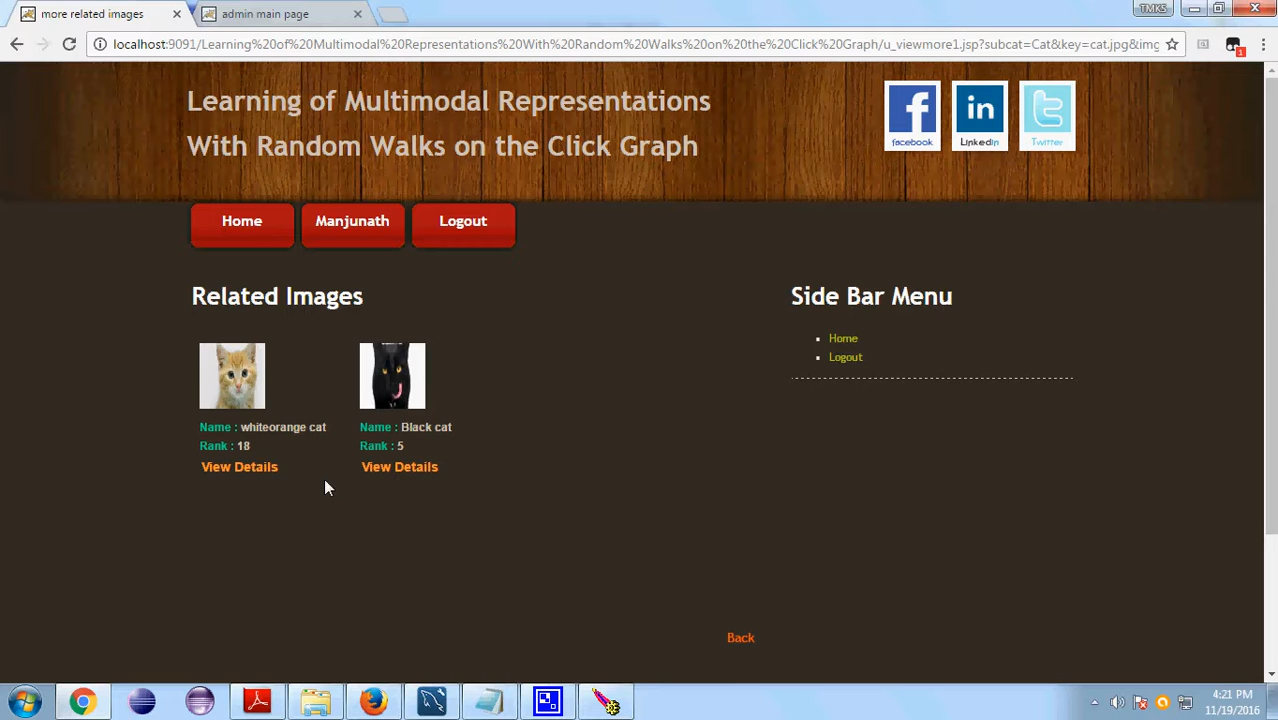 more related images
admin main page
TMKS
localhost:9091/Learning%20of%20Multimodal%20Representations%20With%20Random%20Walks%20on%20the%20Click%20Graph/u_viewmore1.jsp?subcat=Cat&key=cat.jpg&img
1
Learning of Multimodal Representations
With Random Walks on the Click Graph
facebook
in
LinkedIn
Twitter
Home
Manjunath
Logout
Related Images
Side Bar Menu
Home
Logout
Name : whiteorange cat
Rank : 18
View Details
Name : Black cat
Rank : 5
View Details
Back
4:21 PM
11/19/2016